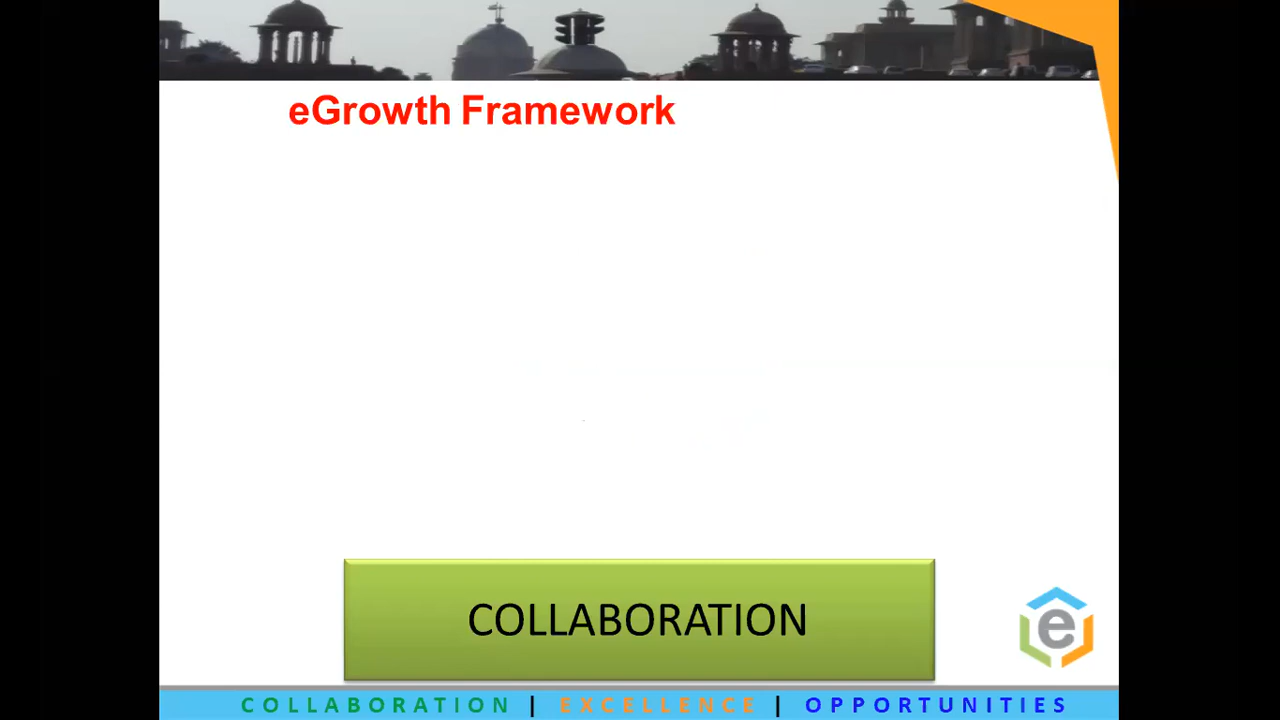 eGrowth Framework
COLLABORATION
e
COLLABORATION | EXCELLENCE | OPPORTUNITIES